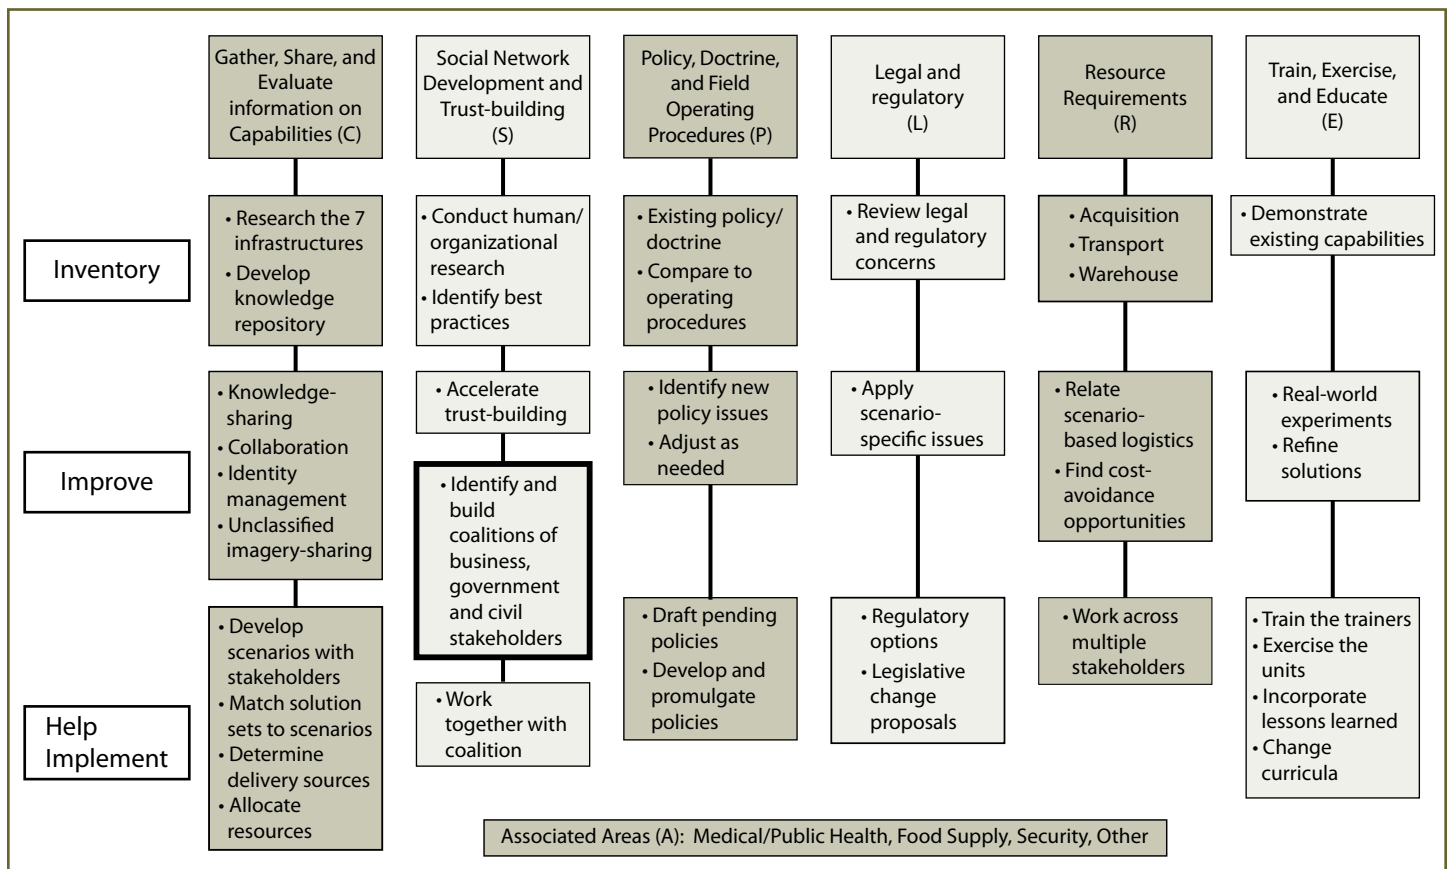 Gather, Share, and
Evaluate
information on
Capabilities (C)
Social Network
Development and
Trust-building
(S)
Policy, Doctrine,
and Field
Operating
Procedures (P)
Legal and
regulatory
(L)
Resource
Requirements
(R)
Train, Exercise,
and Educate
(E)
Inventory
• Research the 7
infrastructures
• Develop
knowledge
repository
• Conduct human/
organizational
research
• Identify best
practices
• Existing policy/
doctrine
• Compare to
operating
procedures
• Review legal
and regulatory
concerns
• Acquisition
• Transport
• Warehouse
• Demonstrate
existing capabilities
Improve
• Knowledge-
sharing
• Collaboration
• Identity
management
• Unclassified
imagery-sharing
• Accelerate
trust-building
• Identify and
build
coalitions of
business,
government
and civil
stakeholders
• Identify new
policy issues
• Adjust as
needed
• Apply
scenario-
specific issues
• Relate
scenario-
based logistics
• Find cost-
avoidance
opportunities
• Real-world
experiments
• Refine
solutions
Help
Implement
• Develop
scenarios with
stakeholders
• Match solution
sets to scenarios
• Determine
delivery sources
• Allocate
resources
• Work
together with
coalition
• Draft pending
policies
• Develop and
promulgate
policies
• Regulatory
options
• Legislative
change
proposals
• Work across
multiple
stakeholders
• Train the trainers
• Exercise the
units
• Incorporate
lessons learned
• Change
curricula
Associated Areas (A): Medical/Public Health, Food Supply, Security, Other